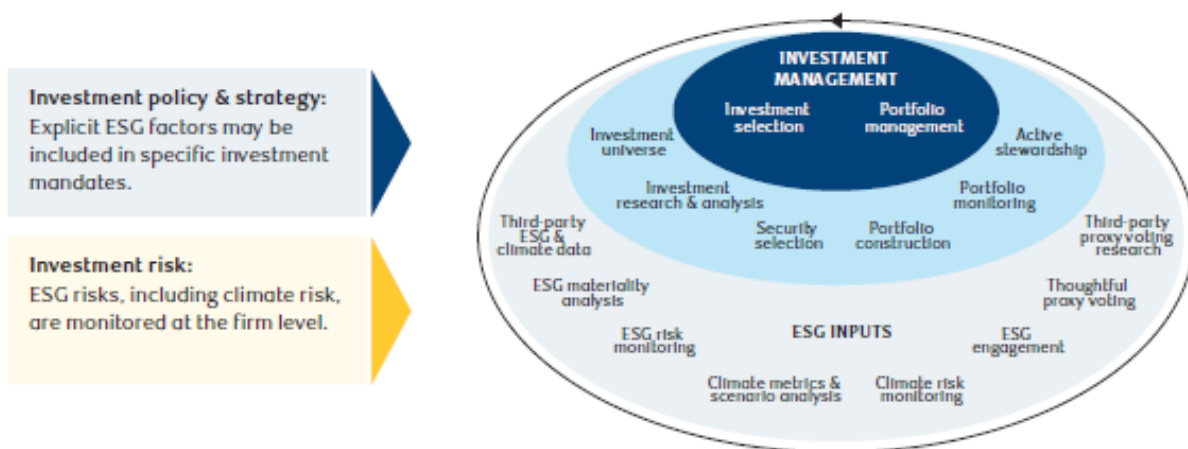 Investment policy & strategy:
Explicit ESG factors may be
included in specific investment
mandates.
Investment risk:
ESG risks, including climate risk,
are monitored at the firm level.
INVESTMENT
MANAGEMENT
Investment
selection
Portfolio
management
Investment
universe
Active
stewardship
Investment
research & analysis
Portfolio
monitoring
Security
selection
Portfolio
construction
Third-party
ESG &
climate data
Third-party
proxy voting
research
ESG materiality
analysis
Thoughtful
proxy voting
ESG risk
monitoring
ESG INPUTS
ESG
engagement
Climate metrics &
scenario analysis
Climate risk
monitoring